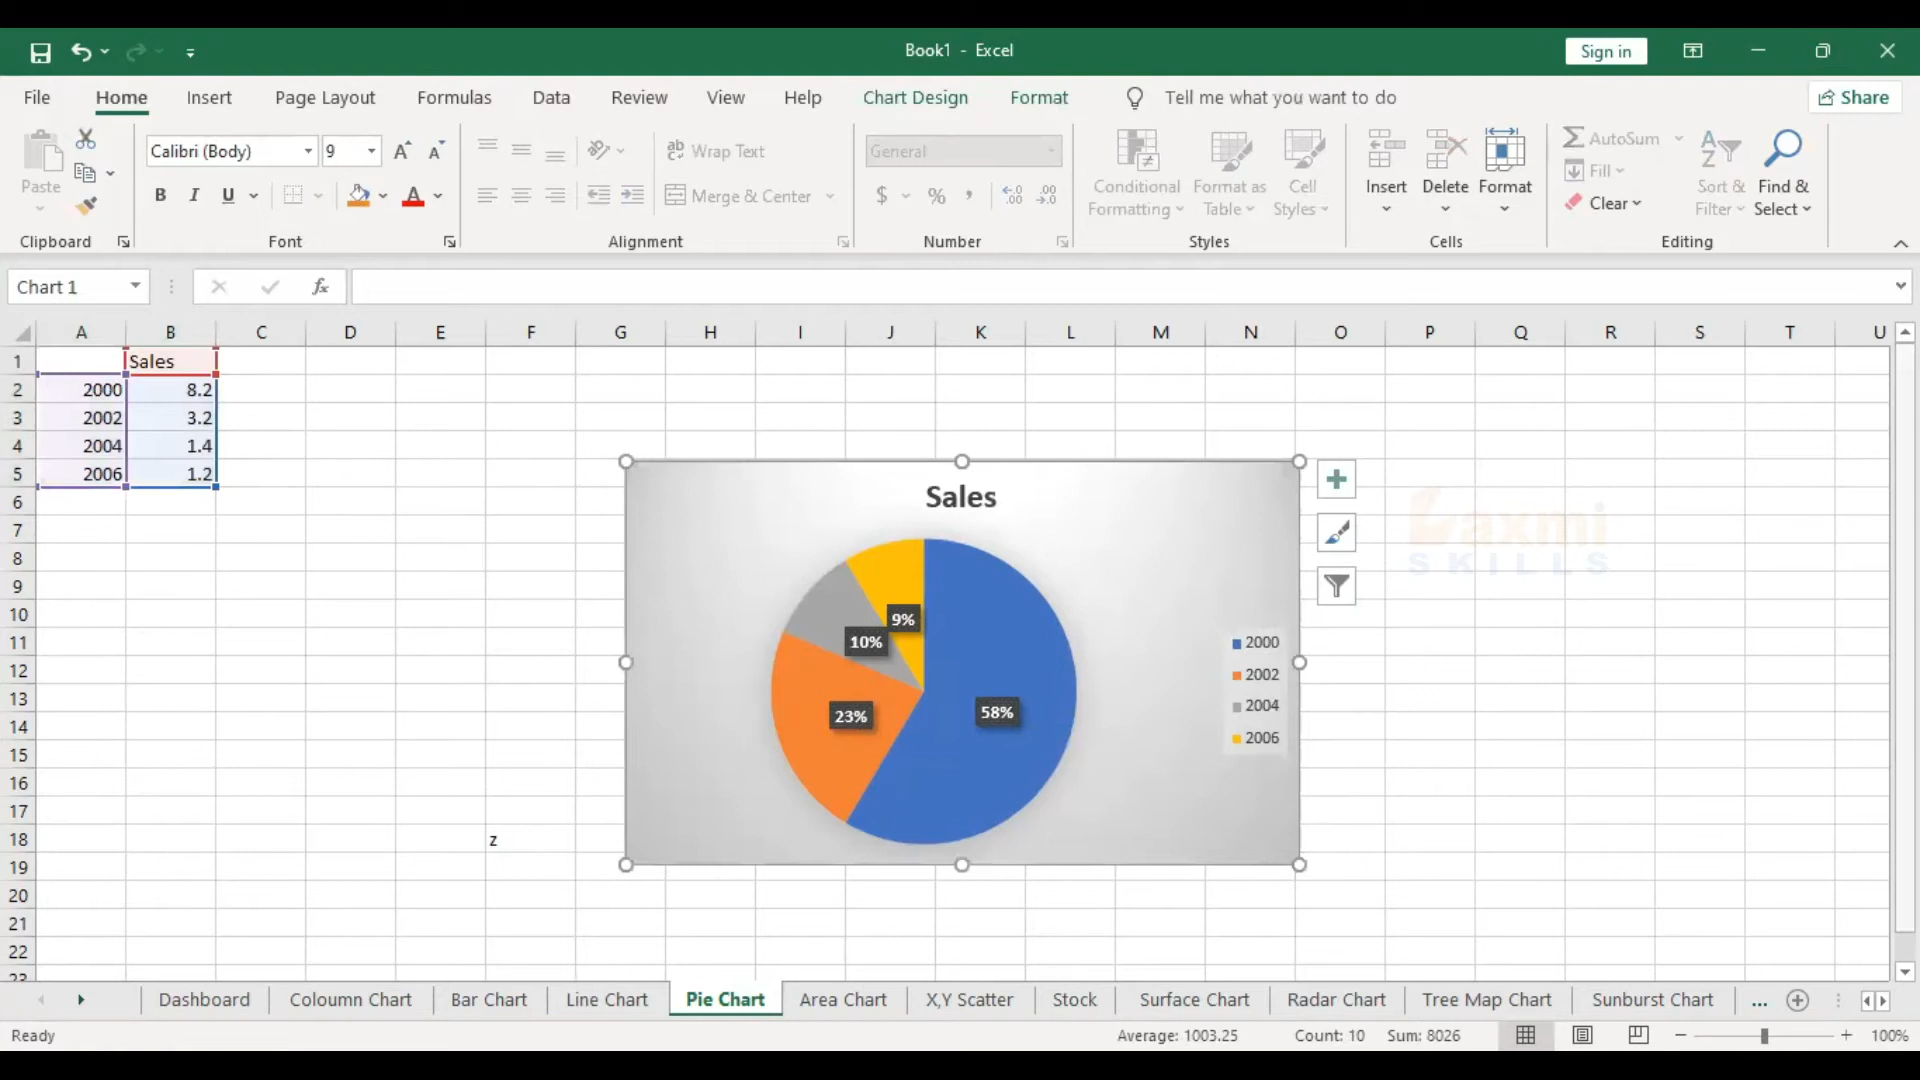 Book1 - Excel
Sign in
File Home Insert Page Layout Formulas Data Review View Help Chart Design Format Tell me what you want to do Share
Paste
Clipboard
Calibri (Body) 9
B I U A
Font
Wrap Text
Merge & Center
Alignment
General
$ % ,
Number
Conditional Formatting
Format as Table
Cell Styles
Styles
Insert Delete Format
Cells
AutoSum
Fill
Clear
Sort & Filter
Find & Select
Editing
Chart 1 fx
A B C D E F G H I J K L M N O P Q R S T U
1 Sales
2 2000 8.2
3 2002 3.2
4 2004 1.4
5 2006 1.2
6
7
8
9
10
11
12
13
14
15
16
17
18 z
19
20
21
22
23
Sales
9%
10%
23%
58%
2000
2002
2004
2006
Laxmi
SKILLS
Dashboard Coloumn Chart Bar Chart Line Chart Pie Chart Area Chart X,Y Scatter Stock Surface Chart Radar Chart Tree Map Chart Sunburst Chart ...
Ready Average: 1003.25 Count: 10 Sum: 8026 100%